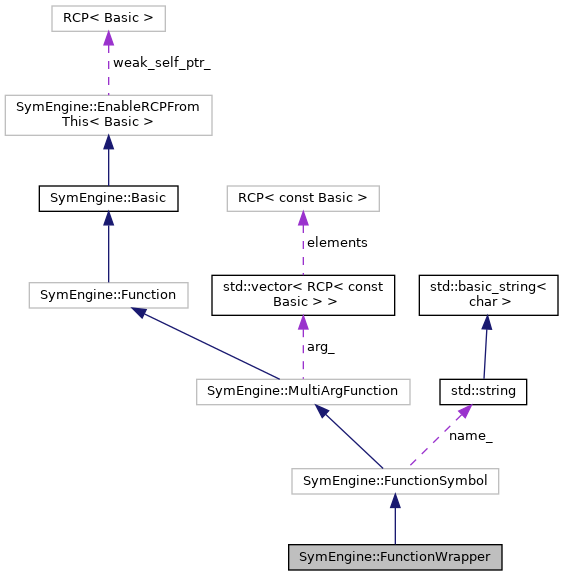 RCP< Basic >
weak_self_ptr_
SymEngine::EnableRCPFrom
This< Basic >
SymEngine::Basic
RCP< const Basic >
elements
SymEngine::Function
std::vector< RCP< const
Basic > >
std::basic_string<
char >
arg_
SymEngine::MultiArgFunction
std::string
name_
SymEngine::FunctionSymbol
SymEngine::FunctionWrapper